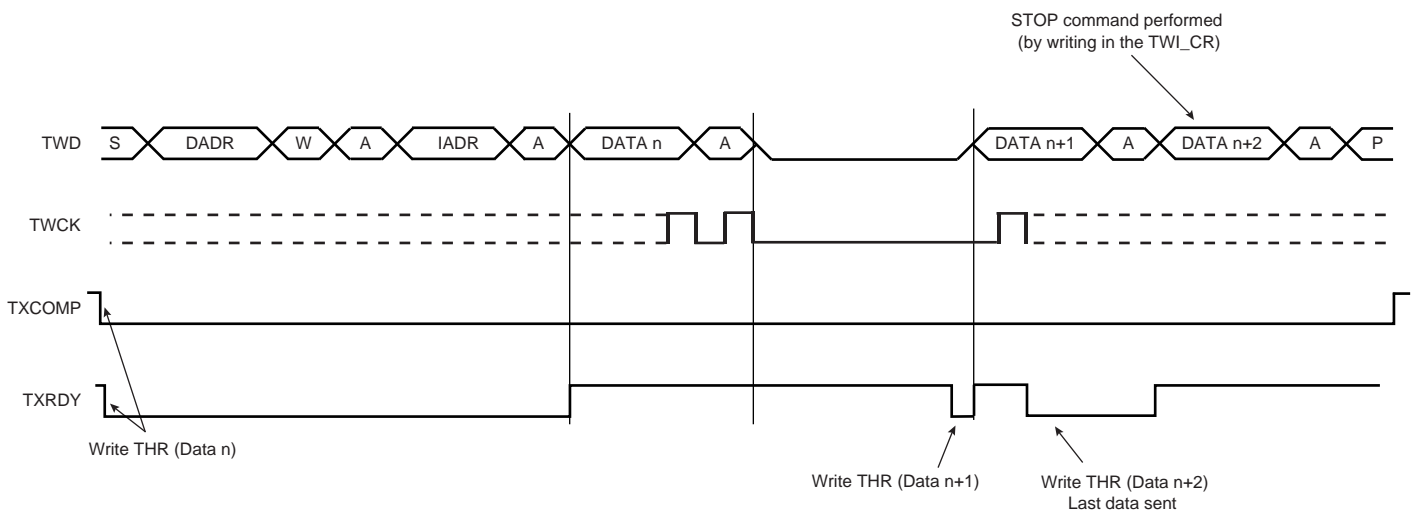 STOP command performed
(by writing in the TWI_CR)
TWD S DADR W A IADR A DATA n A DATA n+1 A DATA n+2 A P
TWCK
TXCOMP
TXRDY
Write THR (Data n)
Write THR (Data n+1)
Write THR (Data n+2)
Last data sent